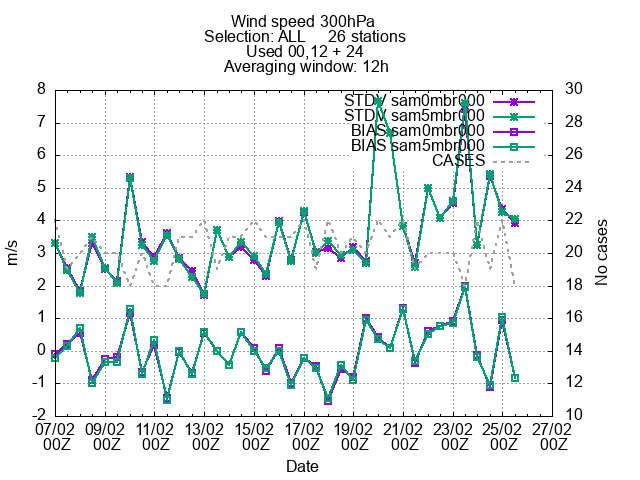 Wind speed 300hPa
Selection: ALL 26 stations
Used 00,12 + 24
Averaging window: 12h
8 30
STDV sam0mbr000
7 28
STDV sam5mbr000
BIAS sam0mbr000
6 26
BIAS sam5mbr000
CASES
5 24
4 22
m/s
3 20
No cases
2 18
1 16
0 14
-1 12
-2 10
07/02 09/02 11/02 13/02 15/02 17/02 19/02 21/02 23/02 25/02 27/02
00Z 00Z 00Z 00Z 00Z 00Z 00Z 00Z 00Z 00Z 00Z
Date